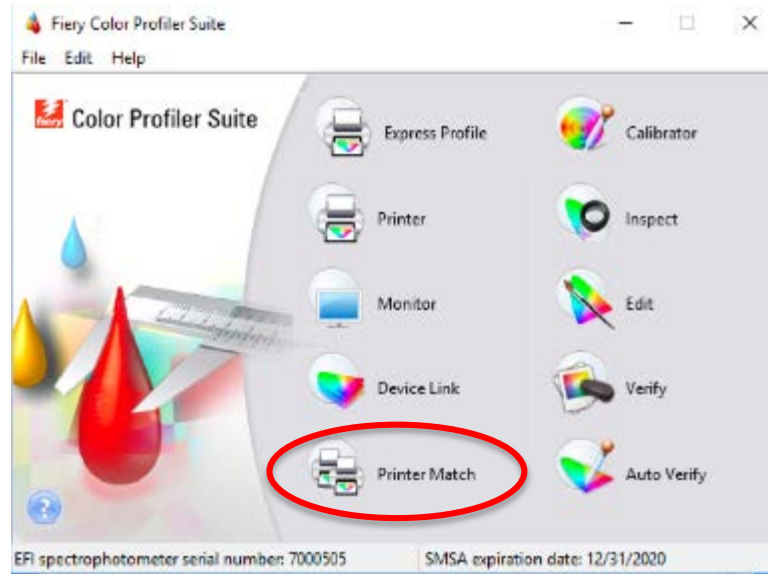 Fiery Color Profiler Suite
File Edit Help
fiery Color Profiler Suite
Express Profile
Calibrator
Printer
Inspect
Monitor
Edit
Device Link
Verify
Printer Match
Auto Verify
?
EFI spectrophotometer serial number: 7000505
SMSA expiration date: 12/31/2020